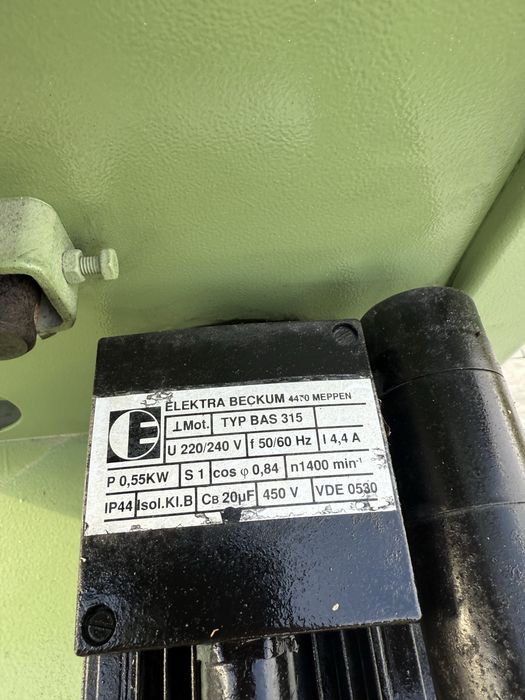 ELEKTRA BECKUM 4470 MEPPEN
E
⊥Mot. TYP BAS 315
U 220/240 V f 50/60 Hz I 4,4 A
P 0,55KW S 1 cos φ 0,84 n1400 min⁻¹
IP44 Isol.Kl.B CB 20µF 450 V VDE 0530